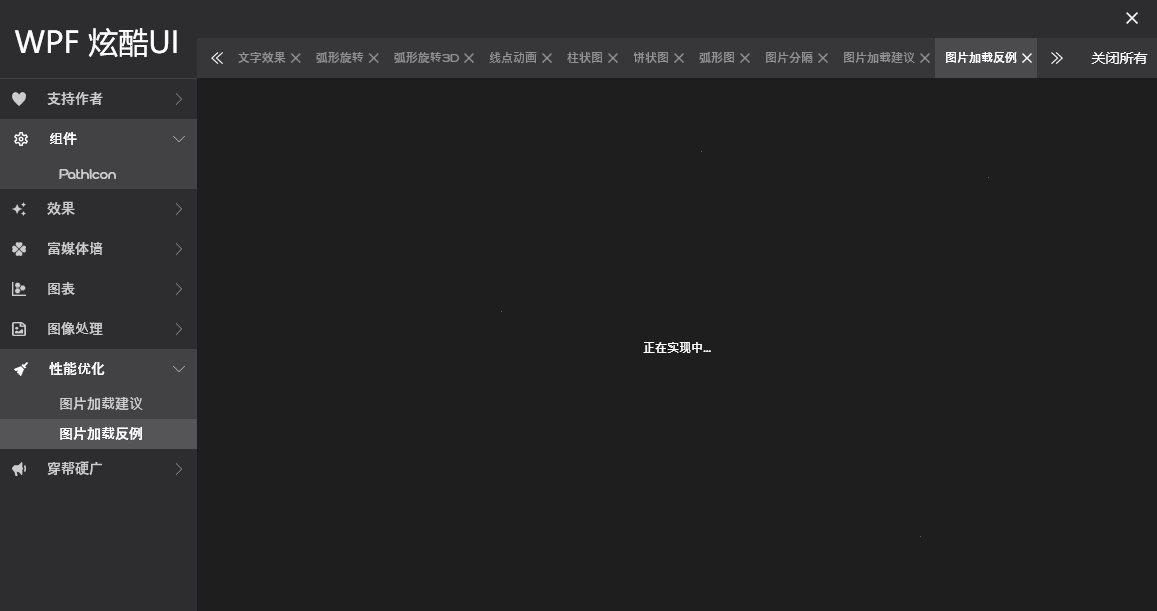 WPF 炫酷UI
文字效果 弧形旋转 弧形旋转3D 线点动画 柱状图 饼状图 弧形图 图片分隔 图片加载建议 图片加载反例 关闭所有
支持作者
组件
PathIcon
效果
富媒体墙
图表
图像处理
正在实现中...
性能优化
图片加载建议
图片加载反例
穿帮硬广